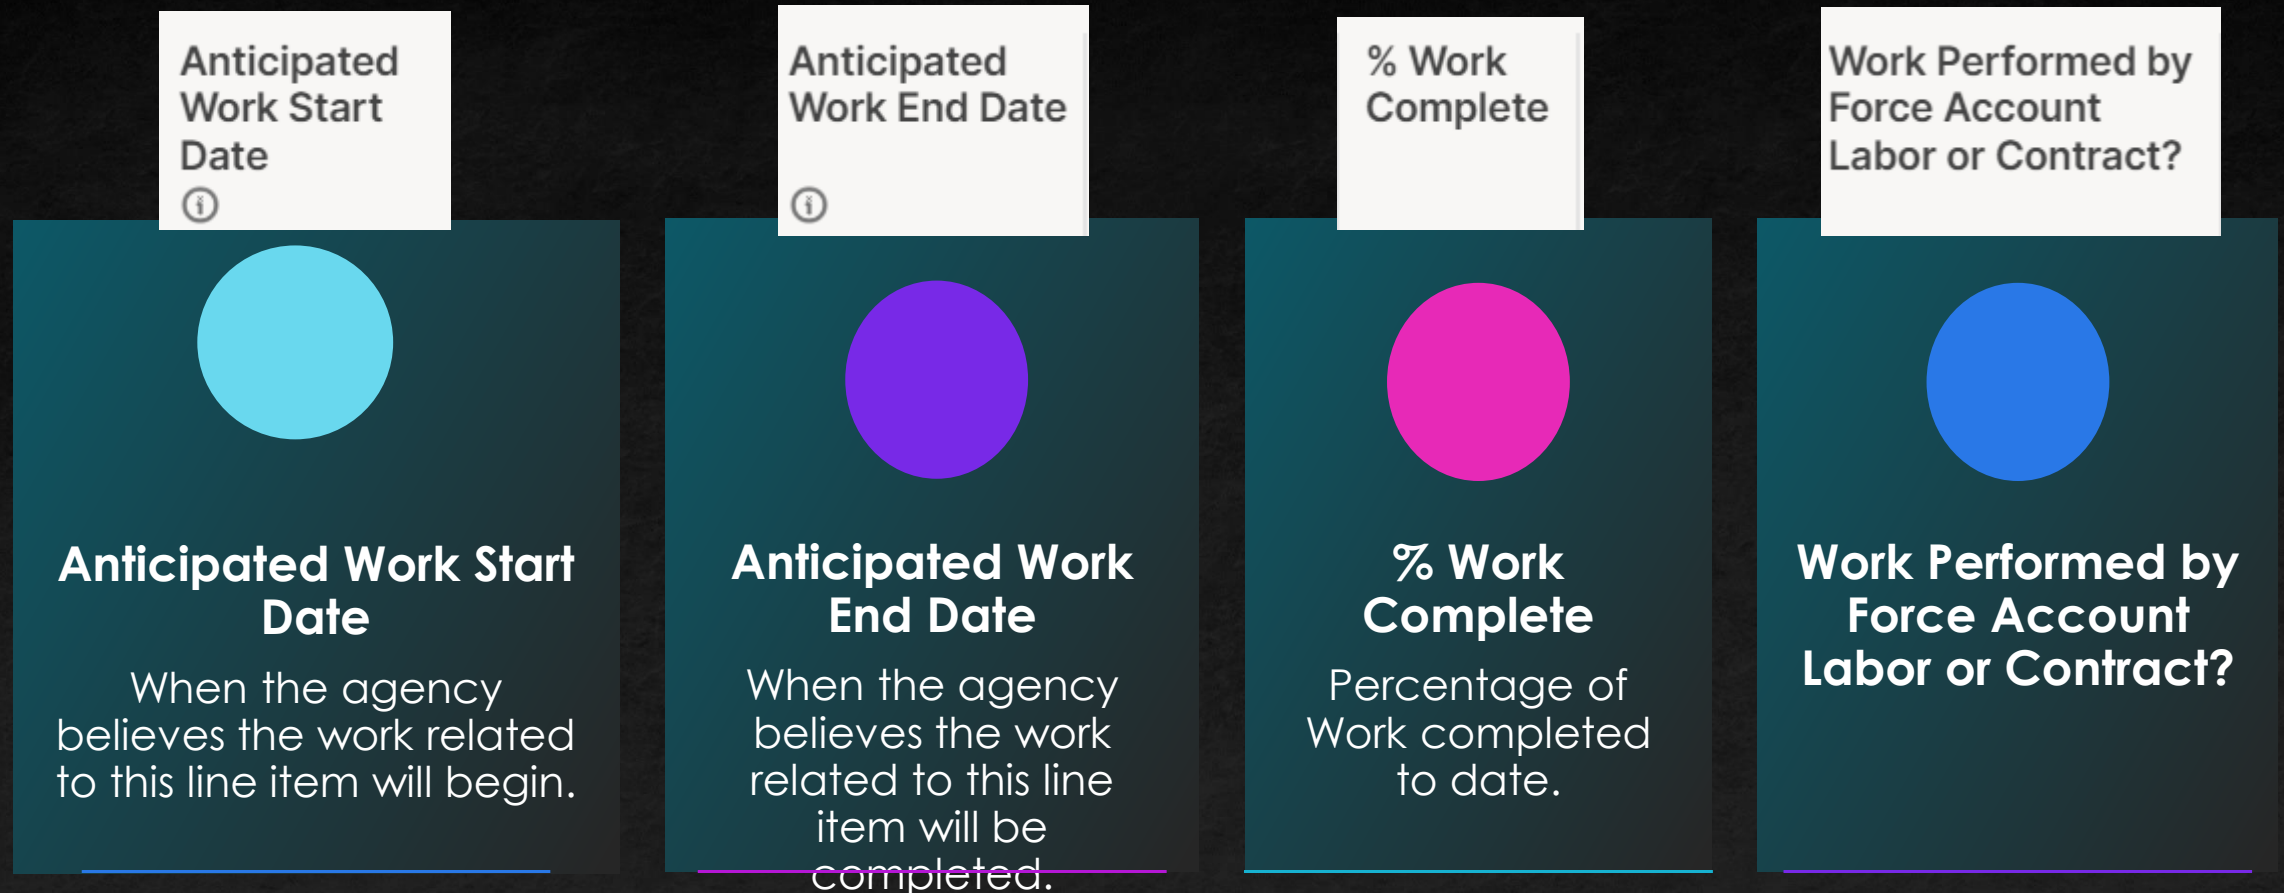 Anticipated
Work Start
Date
Anticipated
Work End Date
% Work
Complete
Work Performed by
Force Account
Labor or Contract?
Anticipated Work Start
Date
When the agency
believes the work related
to this line item will begin.
Anticipated Work
End Date
When the agency
believes the work
related to this line
item will be
completed.
% Work
Complete
Percentage of
Work completed
to date.
Work Performed by
Force Account
Labor or Contract?